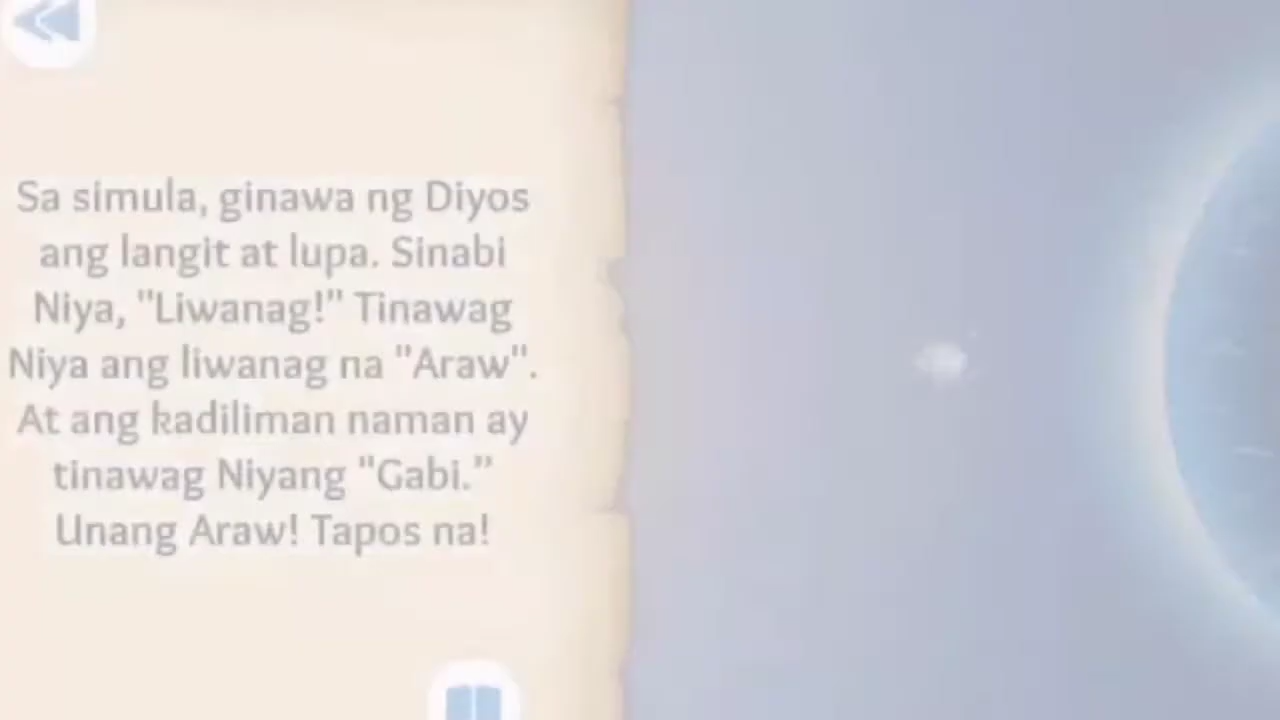 Sa simula, ginawa ng Diyos
ang langit at lupa. Sinabi
Niya, "Liwanag!" Tinawag
Niya ang liwanag na "Araw".
At ang kadiliman naman ay
tinawag Niyang "Gabi.”
Unang Araw! Tapos na!